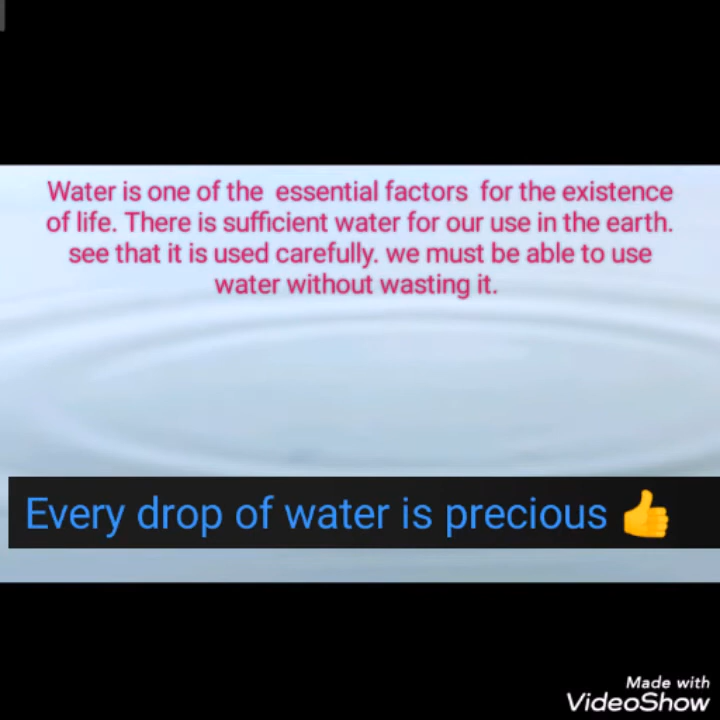 Water is one of the  essential factors  for the existence
of life. There is sufficient water for our use in the earth.
see that it is used carefully. we must be able to use
water without wasting it.
Every drop of water is precious 👍
Made with
VideoShow